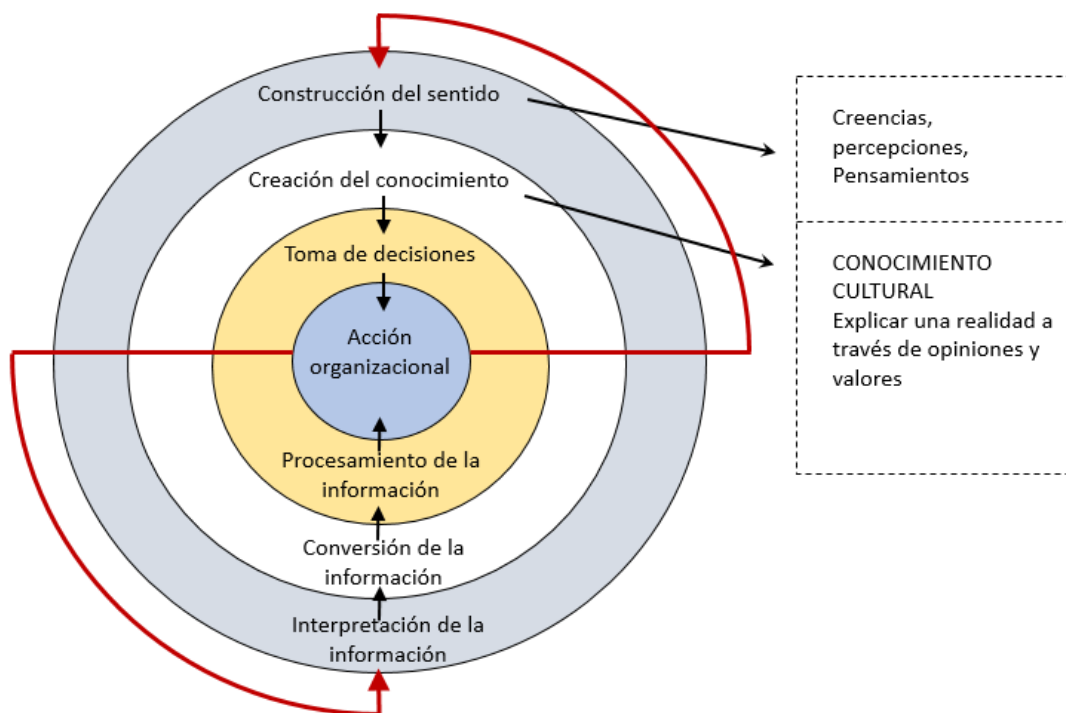 Construcción del sentido
Creación del conocimiento
Toma de decisiones
Acción
organizacional
Procesamiento de la
información
Conversión de la
información
Interpretación de la
información
Creencias,
percepciones,
Pensamientos
CONOCIMIENTO
CULTURAL
Explicar una realidad a
través de opiniones y
valores